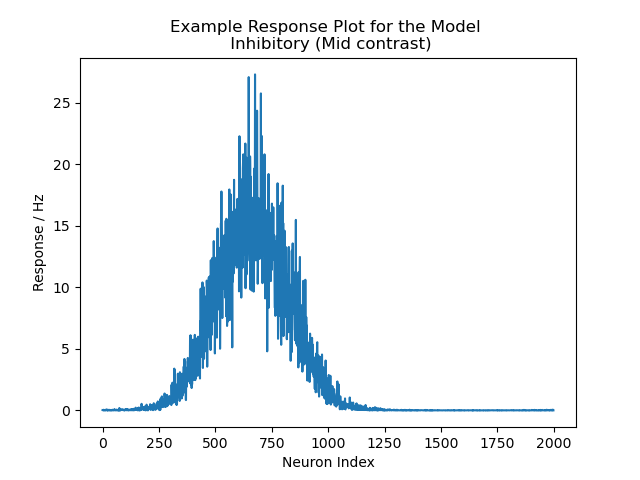 Example Response Plot for the Model
Inhibitory (Mid contrast)
Response / Hz
25
20
15
10
5
0
0 250 500 750 1000 1250 1500 1750 2000
Neuron Index